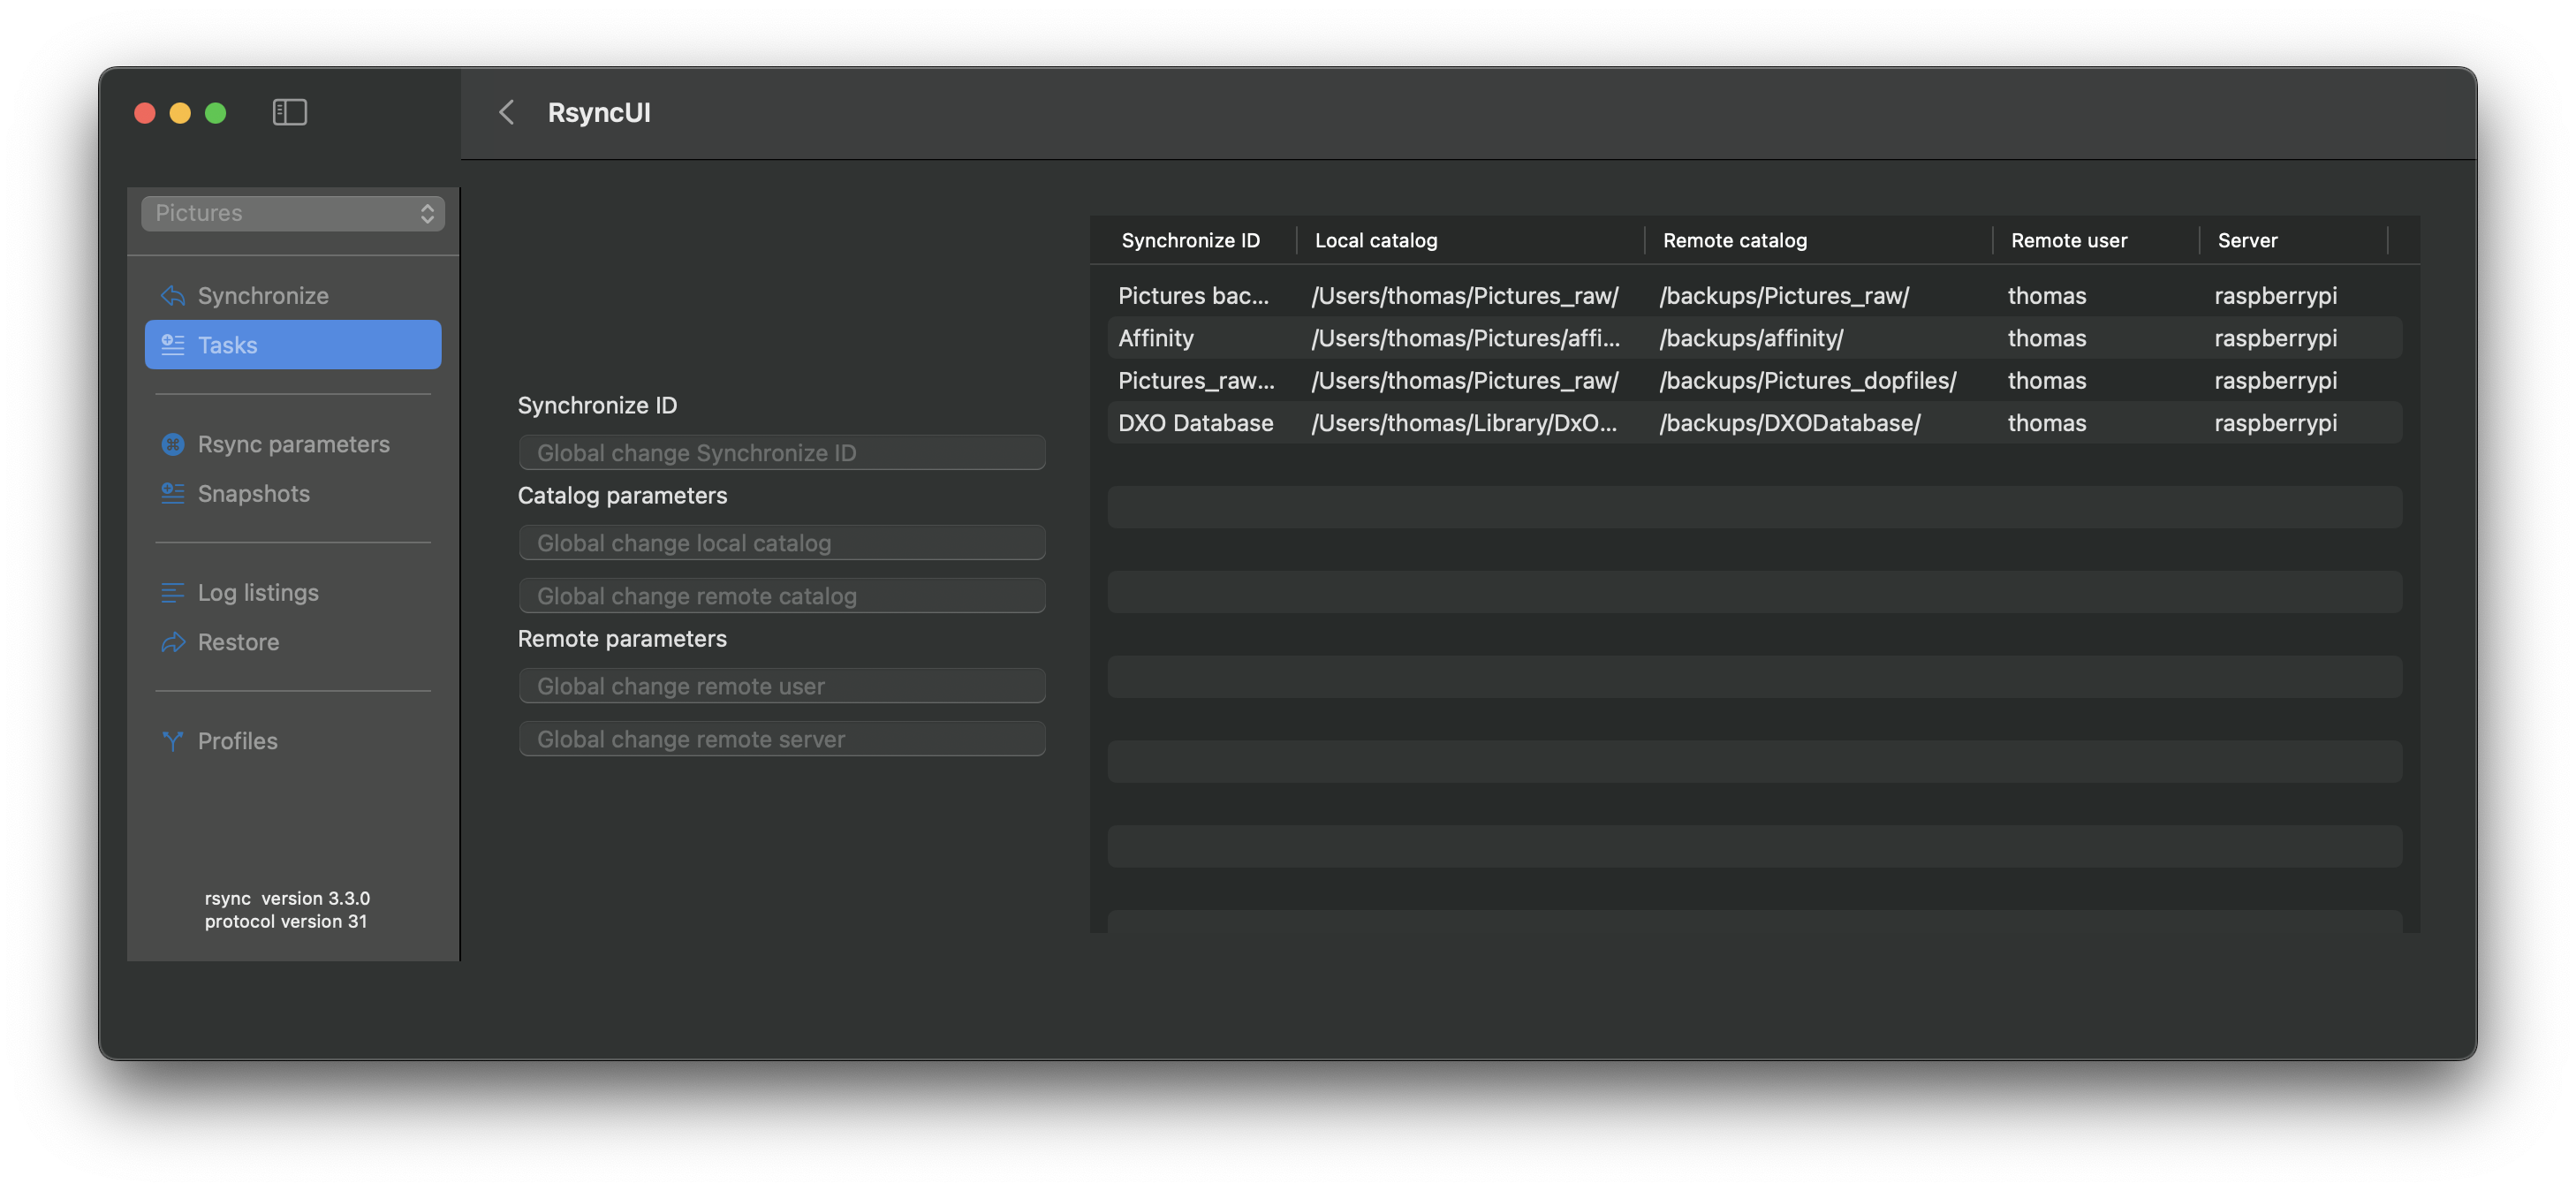 RsyncUI
Pictures
Synchronize
Tasks
Rsync parameters
Snapshots
Log listings
Restore
Profiles
rsync version 3.3.0
protocol version 31
Synchronize ID
Global change Synchronize ID
Catalog parameters
Global change local catalog
Global change remote catalog
Remote parameters
Global change remote user
Global change remote server
Synchronize ID Local catalog Remote catalog Remote user Server
Pictures bac... /Users/thomas/Pictures_raw/ /backups/Pictures_raw/ thomas raspberrypi
Affinity /Users/thomas/Pictures/affi... /backups/affinity/ thomas raspberrypi
Pictures_raw... /Users/thomas/Pictures_raw/ /backups/Pictures_dopfiles/ thomas raspberrypi
DXO Database /Users/thomas/Library/DxO... /backups/DXODatabase/ thomas raspberrypi